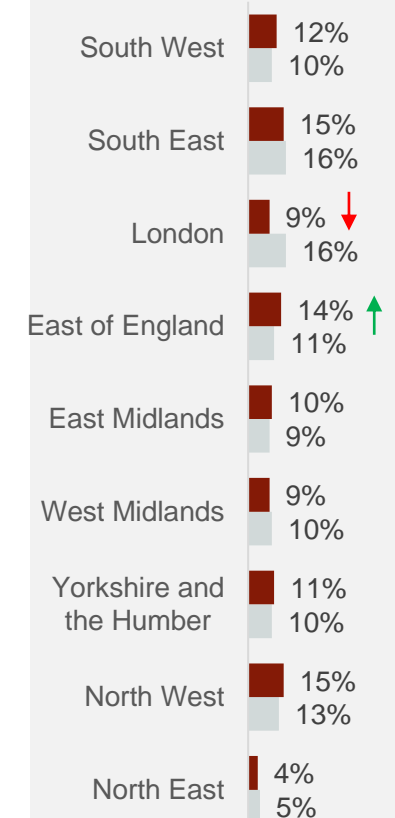 South West
12%
10%
South East
15%
16%
London
9%
16%
East of England
14%
11%
East Midlands
10%
9%
West Midlands
9%
10%
Yorkshire and
the Humber
11%
10%
North West
15%
13%
North East
4%
5%